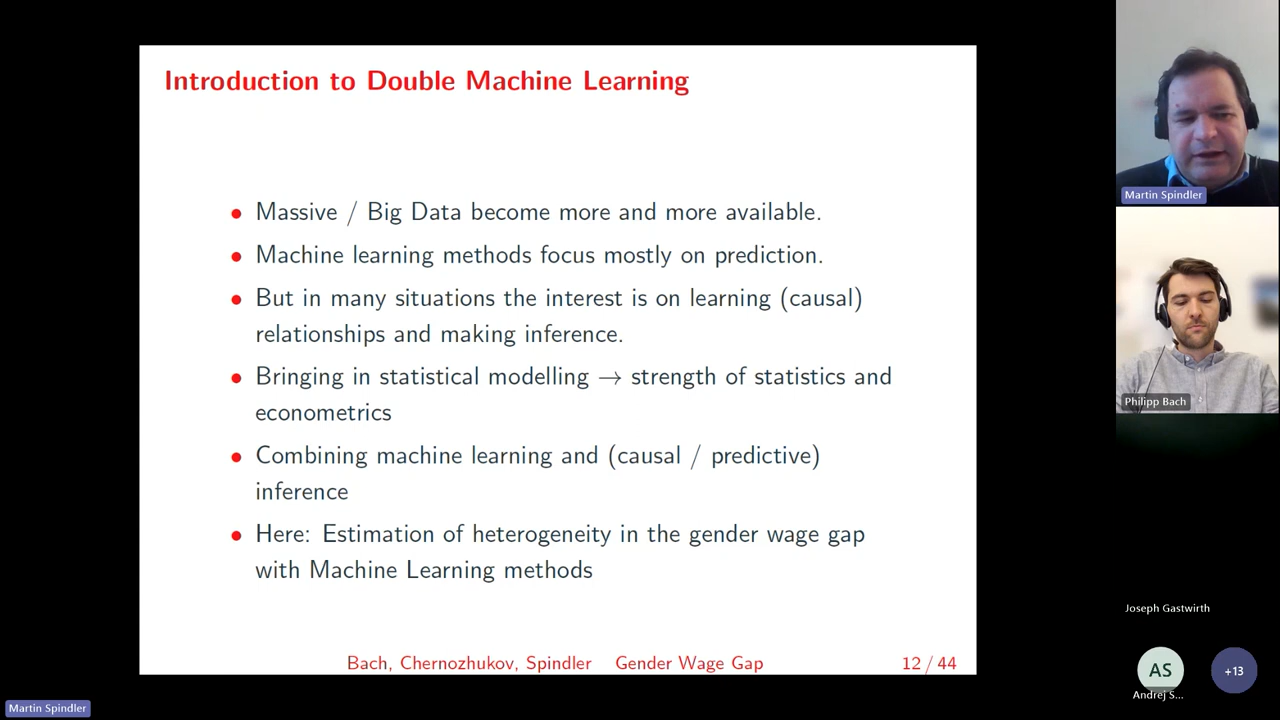 Introduction to Double Machine Learning
• Massive / Big Data become more and more available.
• Machine learning methods focus mostly on prediction.
• But in many situations the interest is on learning (causal)
relationships and making inference.
• Bringing in statistical modelling → strength of statistics and
econometrics
• Combining machine learning and (causal / predictive)
inference
• Here: Estimation of heterogeneity in the gender wage gap
with Machine Learning methods
Bach, Chernozhukov, Spindler Gender Wage Gap 12 / 44
Martin Spindler
Philipp Bach
Joseph Gastwirth
AS
Andrej S...
+13
Martin Spindler